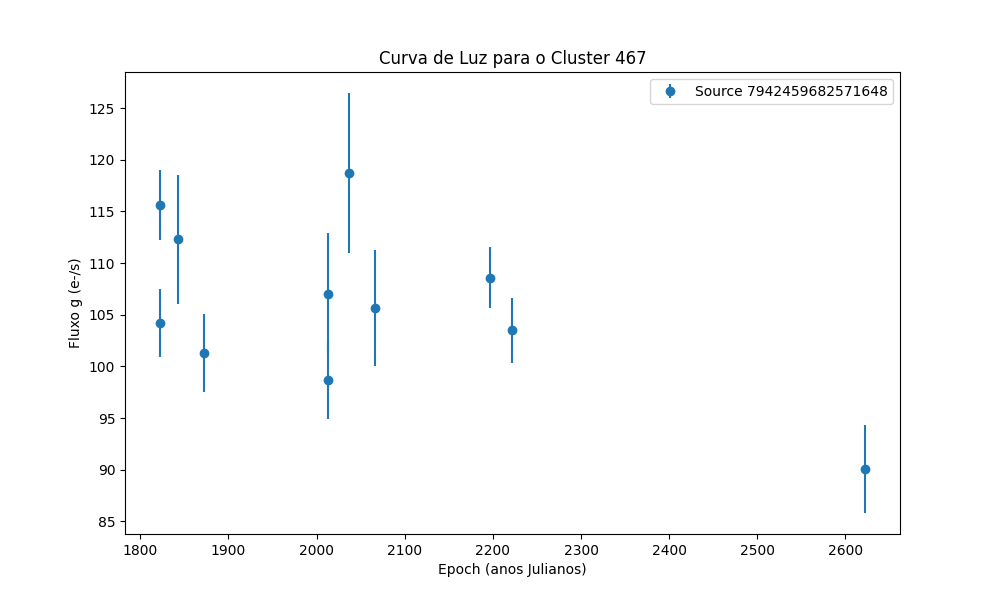 Curva de Luz para o Cluster 467
Source 7942459682571648
Fluxo g (e-/s)
125
120
115
110
105
100
95
90
85
1800 1900 2000 2100 2200 2300 2400 2500 2600
Epoch (anos Julianos)